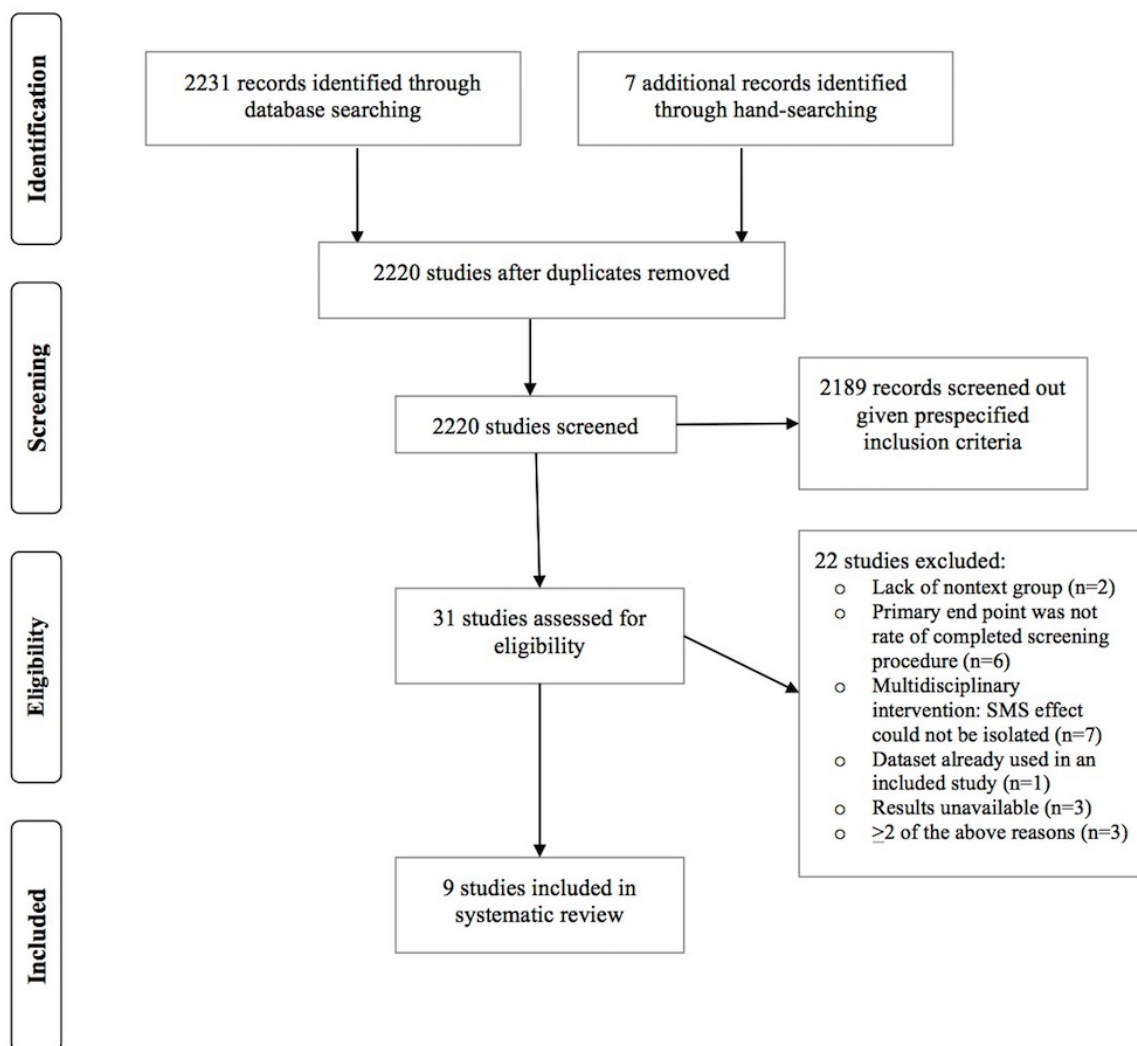 Identification
2231 records identified through
database searching
7 additional records identified
through hand-searching
2220 studies after duplicates removed
Screening
2220 studies screened
2189 records screened out
given prespecified
inclusion criteria
Eligibility
31 studies assessed for
eligibility
22 studies excluded:
o Lack of nontext group (n=2)
o Primary end point was not
rate of completed screening
procedure (n=6)
o Multidisciplinary
intervention: SMS effect
could not be isolated (n=7)
o Dataset already used in an
included study (n=1)
o Results unavailable (n=3)
o ≥2 of the above reasons (n=3)
Included
9 studies included in
systematic review